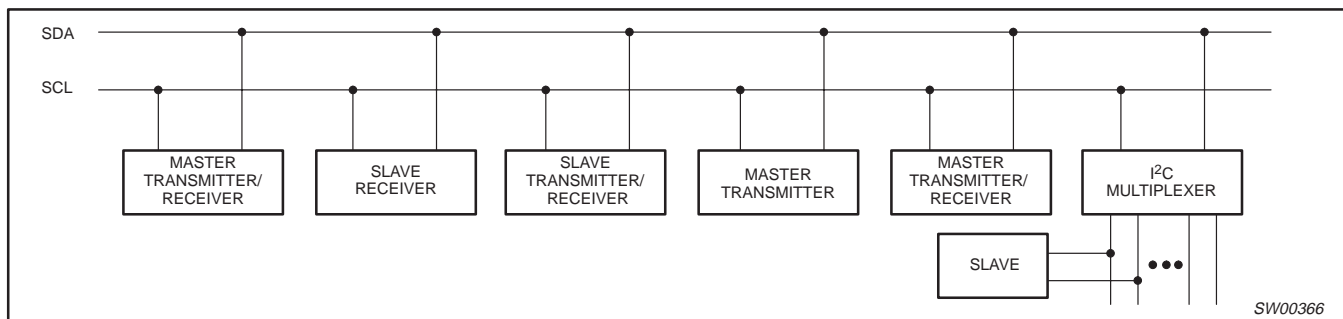 SDA
SCL
MASTER
TRANSMITTER/
RECEIVER
SLAVE
RECEIVER
SLAVE
TRANSMITTER/
RECEIVER
MASTER
TRANSMITTER
MASTER
TRANSMITTER/
RECEIVER
I²C
MULTIPLEXER
SLAVE
SW00366